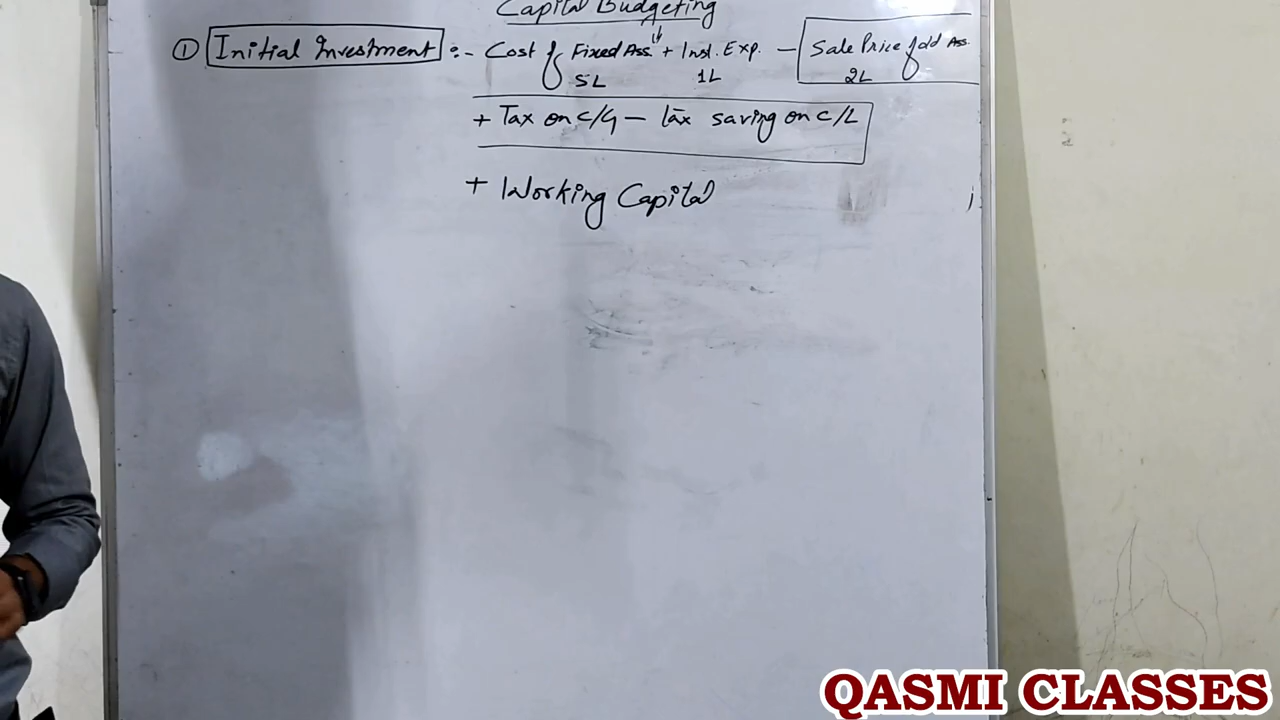 Capital Budgeting
① Initial Investment :- Cost of Fixed Ass. + Inst. Exp. – Sale Price of old Ass.
5L 1L 2L
+ Tax on C/G – Tax saving on C/L
+ Working Capital
QASMI CLASSES